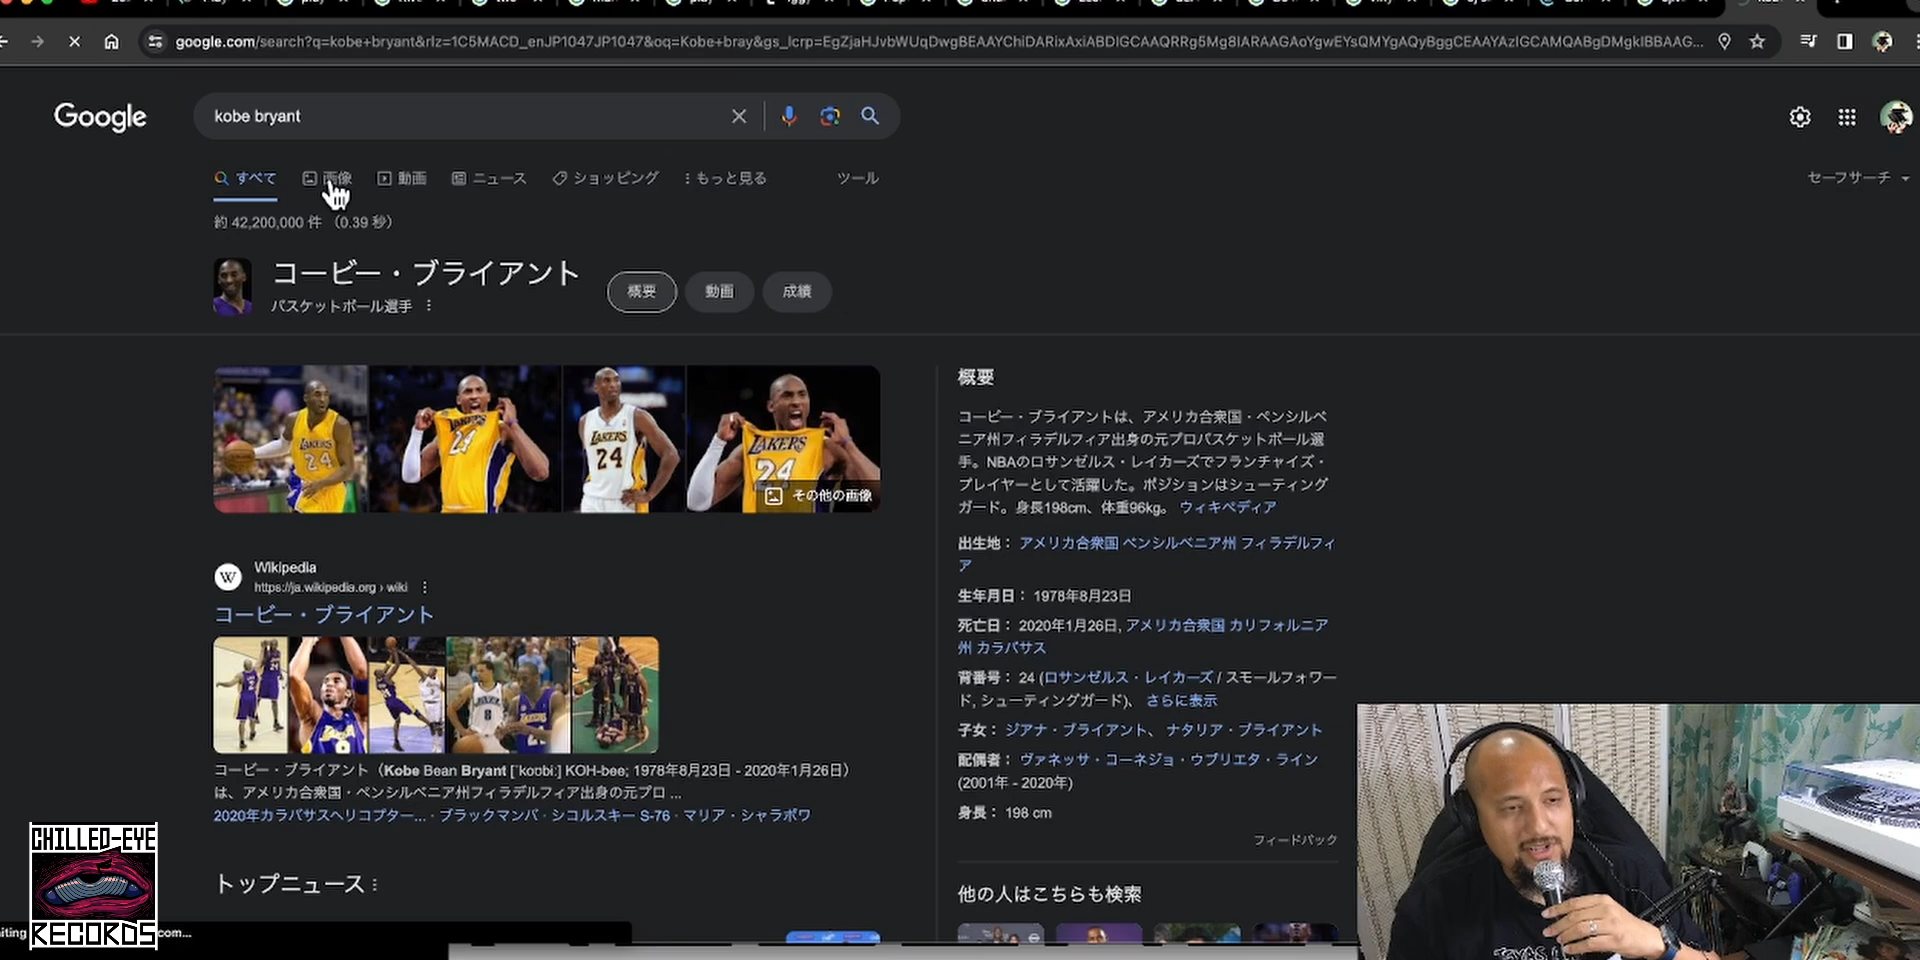 google.com/search?q=kobe+bryant&rlz=1C5MACD_enJP1047JP1047&oq=Kobe+bray&gs_lcrp=EgZjaHJvbWUqDwgBEAAYChiDARixAxiABDIGCAAQRRg5Mg8IARAAGAoYgwEYsQMYgAQyBggCEAAYAzIGCAMQABgDMgkIBBAAG...
Google
kobe bryant
すべて 画像 動画 ニュース ショッピング もっと見る ツール セーフサーチ
約 42,200,000 件 （0.39 秒）
コービー・ブライアント
バスケットボール選手
概要 動画 成績
LAKERS 24
LAKERS 24
LAKERS 24
LAKERS 24
その他の画像
Wikipedia
https://ja.wikipedia.org › wiki
コービー・ブライアント
コービー・ブライアント（Kobe Bean Bryant [ˈkoʊbiː] KOH-bee; 1978年8月23日 - 2020年1月26日）
は、アメリカ合衆国・ペンシルベニア州フィラデルフィア出身の元プロ ...
2020年カラバサスヘリコプター... · ブラックマンバ · シコルスキー S-76 · マリア・シャラポワ
トップニュース
概要
コービー・ブライアントは、アメリカ合衆国・ペンシルベ
ニア州フィラデルフィア出身の元プロバスケットボール選
手。NBAのロサンゼルス・レイカーズでフランチャイズ・
プレイヤーとして活躍した。ポジションはシューティング
ガード。身長198cm、体重96kg。 ウィキペディア
出生地： アメリカ合衆国 ペンシルベニア州 フィラデルフィ
ア
生年月日： 1978年8月23日
死亡日： 2020年1月26日, アメリカ合衆国 カリフォルニア
州 カラバサス
背番号： 24 (ロサンゼルス・レイカーズ / スモールフォワー
ド, シューティングガード)、 さらに表示
子女： ジアナ・ブライアント、 ナタリア・ブライアント
配偶者： ヴァネッサ・コーネジョ・ウブリエタ・ライン
(2001年 - 2020年)
身長： 198 cm
フィードバック
他の人はこちらも検索
CHILLED-EYE
RECORDS
com...